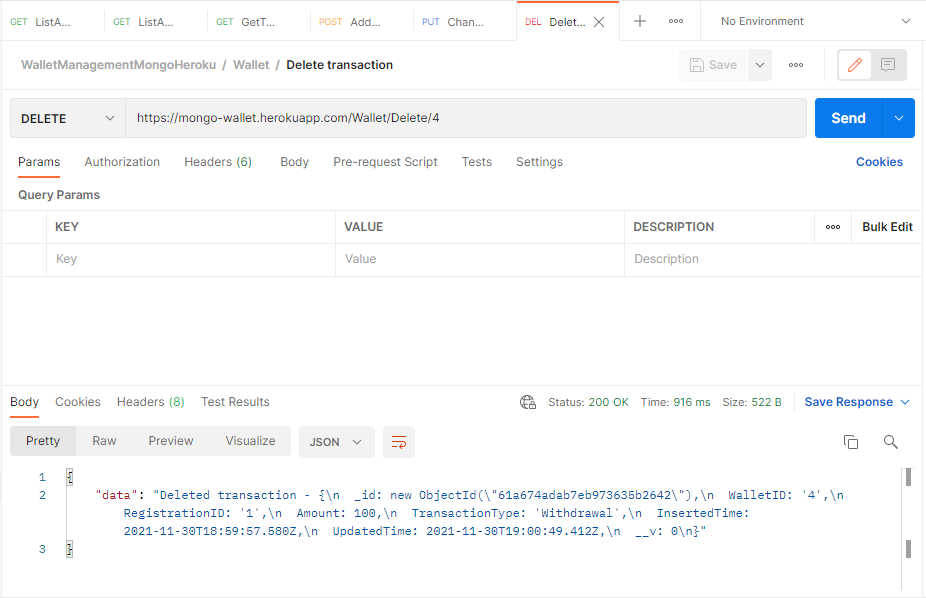 GET ListA... GET ListA... GET GetT... POST Add... PUT Chan... DEL Delet... No Environment
WalletManagementMongoHeroku / Wallet / Delete transaction Save
DELETE https://mongo-wallet.herokuapp.com/Wallet/Delete/4 Send
Params Authorization Headers (6) Body Pre-request Script Tests Settings Cookies
Query Params
KEY VALUE DESCRIPTION Bulk Edit
Key Value Description
Body Cookies Headers (8) Test Results Status: 200 OK Time: 916 ms Size: 522 B Save Response
Pretty Raw Preview Visualize JSON
1 {
2 "data": "Deleted transaction - {\n  _id: new ObjectId(\"61a674adab7eb973635b2642\"),\n  WalletID: '4',\n
RegistrationID: '1',\n  Amount: 100,\n  TransactionType: 'Withdrawal',\n  InsertedTime:
2021-11-30T18:59:57.580Z,\n  UpdatedTime: 2021-11-30T19:00:49.412Z,\n  __v: 0\n}"
3 }